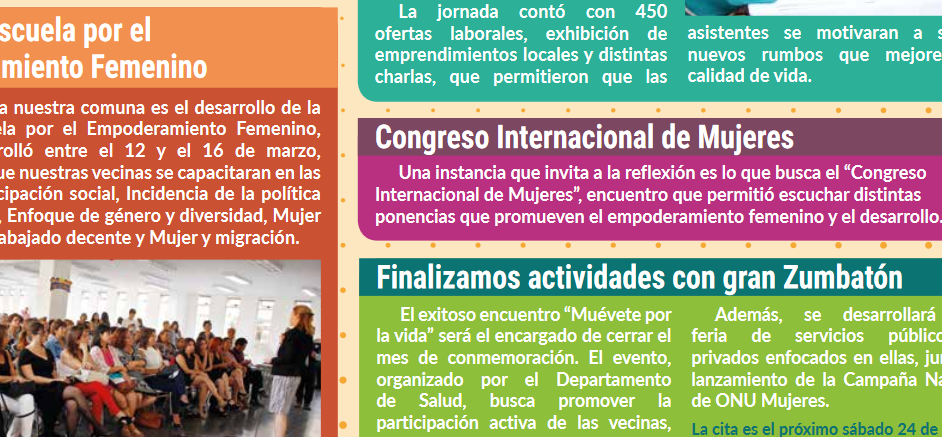 scuela por el
miento Femenino
a nuestra comuna es el desarrollo de la
ela por el Empoderamiento Femenino,
rolló entre el 12 y el 16 de marzo,
ue nuestras vecinas se capacitaran en las
cipación social, Incidencia de la política
, Enfoque de género y diversidad, Mujer
abajado decente y Mujer y migración.
La jornada contó con 450
ofertas laborales, exhibición de
emprendimientos locales y distintas
charlas, que permitieron que las
asistentes se motivaran a s
nuevos rumbos que mejore
calidad de vida.
Congreso Internacional de Mujeres
Una instancia que invita a la reflexión es lo que busca el “Congreso
Internacional de Mujeres”, encuentro que permitió escuchar distintas
ponencias que promueven el empoderamiento femenino y el desarrollo.
Finalizamos actividades con gran Zumbatón
El exitoso encuentro “Muévete por
la vida” será el encargado de cerrar el
mes de conmemoración. El evento,
organizado por el Departamento
de Salud, busca promover la
participación activa de las vecinas,
Además, se desarrollará
feria de servicios público
privados enfocados en ellas, jun
lanzamiento de la Campaña Na
de ONU Mujeres.
La cita es el próximo sábado 24 de